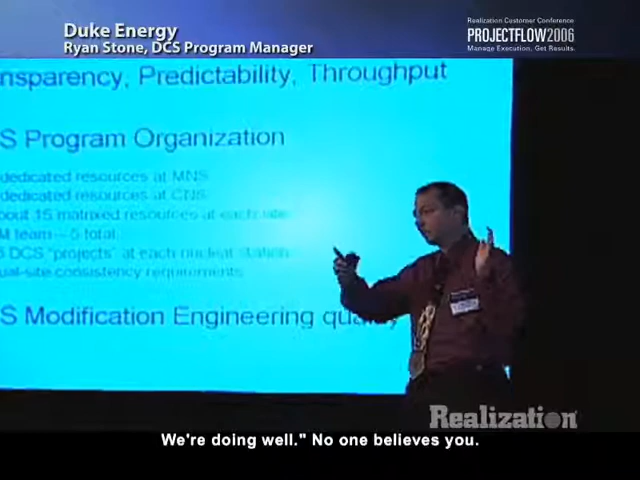 Duke Energy
Ryan Stone, DCS Program Manager
Realization Customer Conference
PROJECTFLOW2006
Manage Execution, Get Results.
nsparency, Predictability, Throughput
S Program Organization
dedicated resources at MNS
dedicated resources at CNS
bout 15 matrixed resources at each
M team – 5 total
DCS "projects" at each nuclear station
ual-site consistency requirements
S Modification Engineering
Realization
We're doing well." No one believes you.